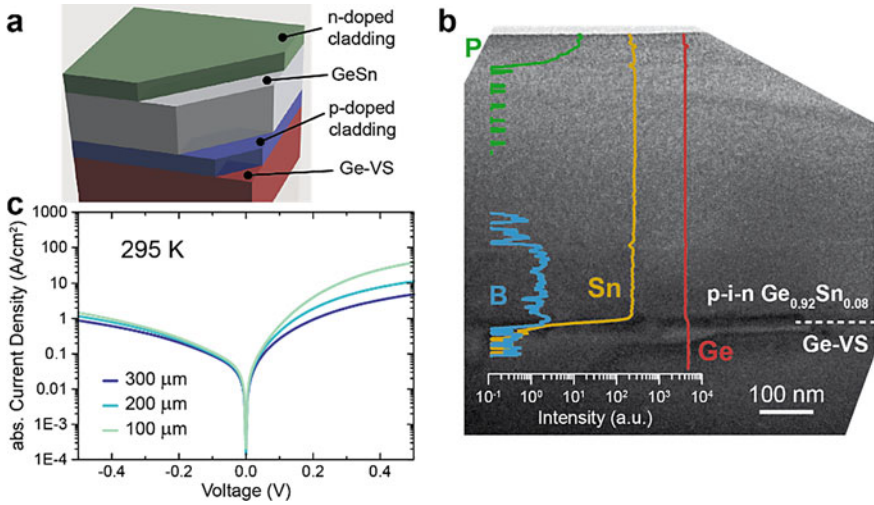 a
n-doped
cladding
GeSn
p-doped
cladding
Ge-VS
b
P
B
Sn
Ge
p-i-n Ge₀.₉₂Sn₀.₀₈
Ge-VS
10⁻¹ 10⁰ 10¹ 10² 10³ 10⁴
Intensity (a.u.)
100 nm
c
abs. Current Density (A/cm²)
1000
100
10
1
0.1
0.01
1E-3
1E-4
295 K
300 µm
200 µm
100 µm
-0.4 -0.2 0.0 0.2 0.4
Voltage (V)